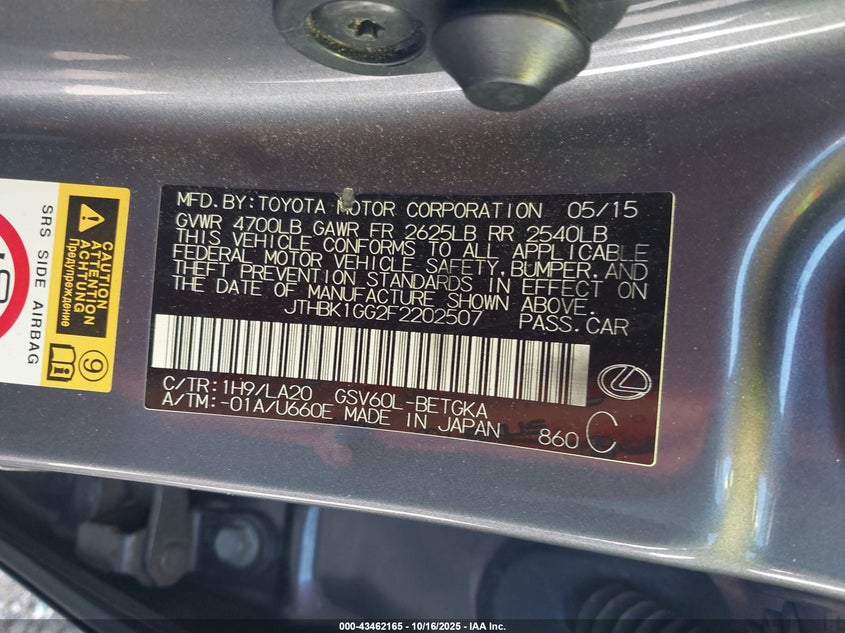 MFD.BY:TOYOTA MOTOR CORPORATION 05/15
GVWR 4700LB GAWR FR 2625LB RR 2540LB
THIS VEHICLE CONFORMS TO ALL APPLICABLE
FEDERAL MOTOR VEHICLE SAFETY,BUMPER,AND
THEFT PREVENTION STANDARDS IN EFFECT ON
THE DATE OF MANUFACTURE SHOWN ABOVE.
JTHBK1GG2F2202507 PASS.CAR
C/TR:1H9/LA20 GSV60L-BETGKA
A/TM:-01A/U660E MADE IN JAPAN 860 C
SRS SIDE AIRBAG
CAUTION
ATTENTION
ACHTUNG
Предупреждение
i
9
000-43462165 - 10/16/2025 - IAA Inc.